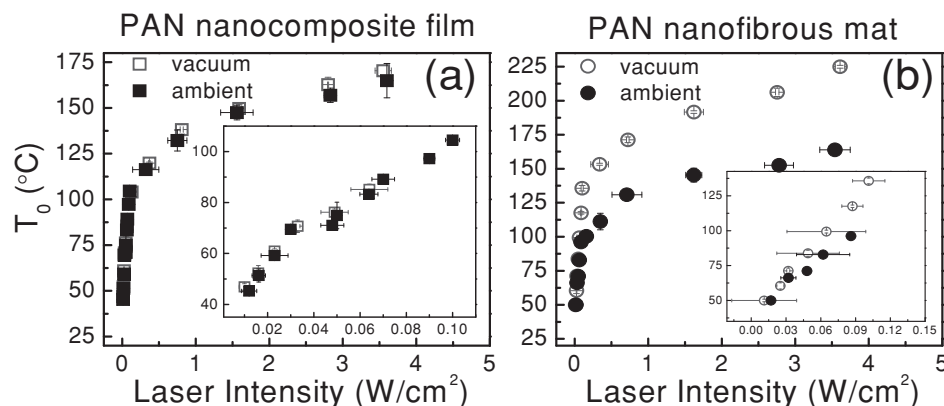 PAN nanocomposite film
PAN nanofibrous mat
T0 (°C)
175
150
125
100
75
50
25
vacuum
ambient
(a)
100
80
60
40
0.02 0.04 0.06 0.08 0.10
0 1 2 3 4 5
Laser Intensity (W/cm2)
225
200
175
150
125
100
75
50
25
vacuum
ambient
(b)
125
100
75
50
0.00 0.03 0.06 0.09 0.12 0.15
0 1 2 3 4 5
Laser Intensity (W/cm2)